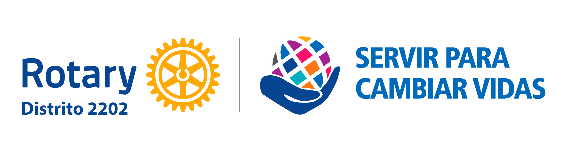 Rotary
Distrito 2202
SERVIR PARA
CAMBIAR VIDAS